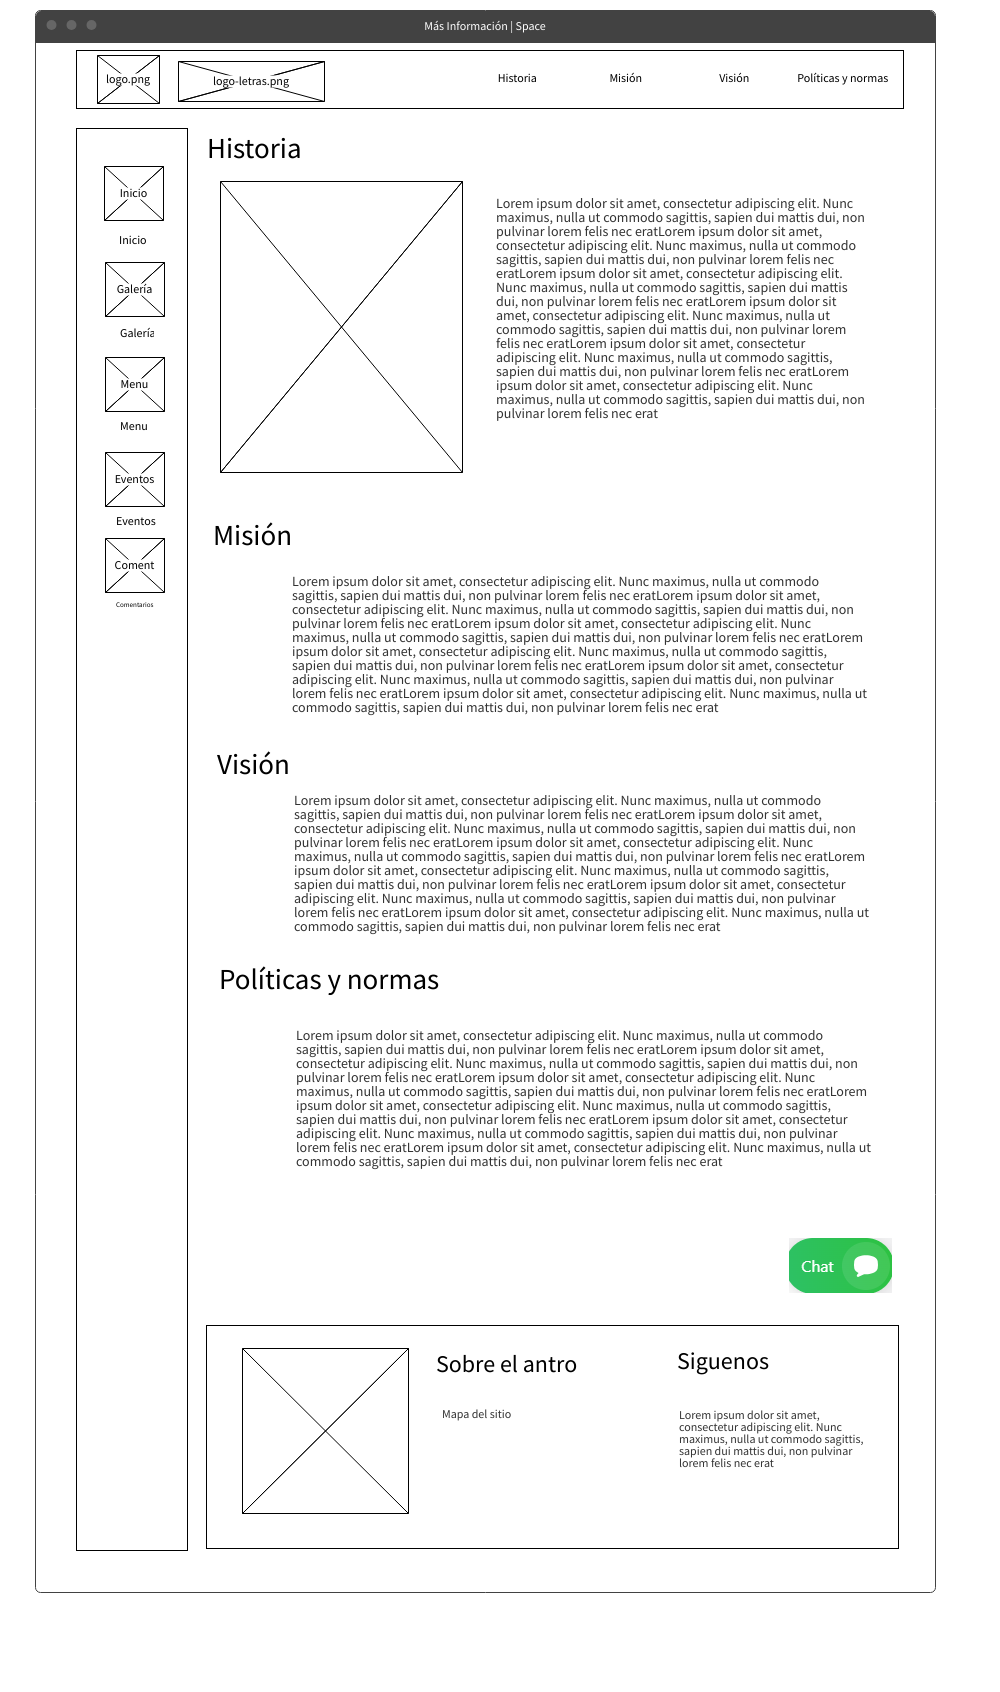 Más Información | Space
logo.png
logo-letras.png
Historia
Misión
Visión
Políticas y normas
Inicio
Inicio
Galería
Galería
Menu
Menu
Eventos
Eventos
Coment
Comentarios
Historia
Lorem ipsum dolor sit amet, consectetur adipiscing elit. Nunc
maximus, nulla ut commodo sagittis, sapien dui mattis dui, non
pulvinar lorem felis nec eratLorem ipsum dolor sit amet,
consectetur adipiscing elit. Nunc maximus, nulla ut commodo
sagittis, sapien dui mattis dui, non pulvinar lorem felis nec
eratLorem ipsum dolor sit amet, consectetur adipiscing elit.
Nunc maximus, nulla ut commodo sagittis, sapien dui mattis
dui, non pulvinar lorem felis nec eratLorem ipsum dolor sit
amet, consectetur adipiscing elit. Nunc maximus, nulla ut
commodo sagittis, sapien dui mattis dui, non pulvinar lorem
felis nec eratLorem ipsum dolor sit amet, consectetur
adipiscing elit. Nunc maximus, nulla ut commodo sagittis,
sapien dui mattis dui, non pulvinar lorem felis nec eratLorem
ipsum dolor sit amet, consectetur adipiscing elit. Nunc
maximus, nulla ut commodo sagittis, sapien dui mattis dui, non
pulvinar lorem felis nec erat
Misión
Lorem ipsum dolor sit amet, consectetur adipiscing elit. Nunc maximus, nulla ut commodo
sagittis, sapien dui mattis dui, non pulvinar lorem felis nec eratLorem ipsum dolor sit amet,
consectetur adipiscing elit. Nunc maximus, nulla ut commodo sagittis, sapien dui mattis dui, non
pulvinar lorem felis nec eratLorem ipsum dolor sit amet, consectetur adipiscing elit. Nunc
maximus, nulla ut commodo sagittis, sapien dui mattis dui, non pulvinar lorem felis nec eratLorem
ipsum dolor sit amet, consectetur adipiscing elit. Nunc maximus, nulla ut commodo sagittis,
sapien dui mattis dui, non pulvinar lorem felis nec eratLorem ipsum dolor sit amet, consectetur
adipiscing elit. Nunc maximus, nulla ut commodo sagittis, sapien dui mattis dui, non pulvinar
lorem felis nec eratLorem ipsum dolor sit amet, consectetur adipiscing elit. Nunc maximus, nulla ut
commodo sagittis, sapien dui mattis dui, non pulvinar lorem felis nec erat
Visión
Lorem ipsum dolor sit amet, consectetur adipiscing elit. Nunc maximus, nulla ut commodo
sagittis, sapien dui mattis dui, non pulvinar lorem felis nec eratLorem ipsum dolor sit amet,
consectetur adipiscing elit. Nunc maximus, nulla ut commodo sagittis, sapien dui mattis dui, non
pulvinar lorem felis nec eratLorem ipsum dolor sit amet, consectetur adipiscing elit. Nunc
maximus, nulla ut commodo sagittis, sapien dui mattis dui, non pulvinar lorem felis nec eratLorem
ipsum dolor sit amet, consectetur adipiscing elit. Nunc maximus, nulla ut commodo sagittis,
sapien dui mattis dui, non pulvinar lorem felis nec eratLorem ipsum dolor sit amet, consectetur
adipiscing elit. Nunc maximus, nulla ut commodo sagittis, sapien dui mattis dui, non pulvinar
lorem felis nec eratLorem ipsum dolor sit amet, consectetur adipiscing elit. Nunc maximus, nulla ut
commodo sagittis, sapien dui mattis dui, non pulvinar lorem felis nec erat
Políticas y normas
Lorem ipsum dolor sit amet, consectetur adipiscing elit. Nunc maximus, nulla ut commodo
sagittis, sapien dui mattis dui, non pulvinar lorem felis nec eratLorem ipsum dolor sit amet,
consectetur adipiscing elit. Nunc maximus, nulla ut commodo sagittis, sapien dui mattis dui, non
pulvinar lorem felis nec eratLorem ipsum dolor sit amet, consectetur adipiscing elit. Nunc
maximus, nulla ut commodo sagittis, sapien dui mattis dui, non pulvinar lorem felis nec eratLorem
ipsum dolor sit amet, consectetur adipiscing elit. Nunc maximus, nulla ut commodo sagittis,
sapien dui mattis dui, non pulvinar lorem felis nec eratLorem ipsum dolor sit amet, consectetur
adipiscing elit. Nunc maximus, nulla ut commodo sagittis, sapien dui mattis dui, non pulvinar
lorem felis nec eratLorem ipsum dolor sit amet, consectetur adipiscing elit. Nunc maximus, nulla ut
commodo sagittis, sapien dui mattis dui, non pulvinar lorem felis nec erat
Chat
Sobre el antro
Mapa del sitio
Siguenos
Lorem ipsum dolor sit amet,
consectetur adipiscing elit. Nunc
maximus, nulla ut commodo sagittis,
sapien dui mattis dui, non pulvinar
lorem felis nec erat